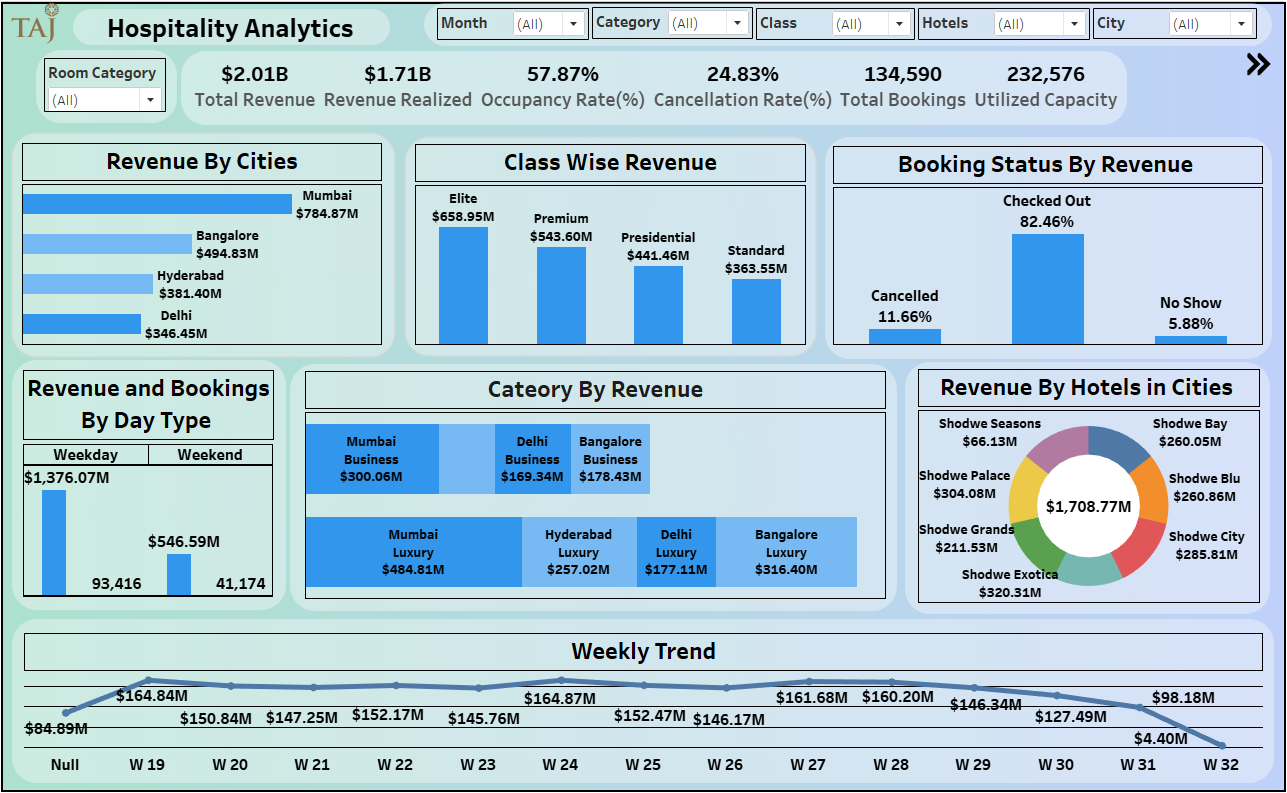 TAJ
Hospitality Analytics
Month (All)
Category (All)
Class (All)
Hotels (All)
City (All)
Room Category
(All)
$2.01B
Total Revenue
$1.71B
Revenue Realized
57.87%
Occupancy Rate(%)
24.83%
Cancellation Rate(%)
134,590
Total Bookings
232,576
Utilized Capacity
Revenue By Cities
Mumbai
$784.87M
Bangalore
$494.83M
Hyderabad
$381.40M
Delhi
$346.45M
Class Wise Revenue
Elite
$658.95M
Premium
$543.60M
Presidential
$441.46M
Standard
$363.55M
Booking Status By Revenue
Cancelled
11.66%
Checked Out
82.46%
No Show
5.88%
Revenue and Bookings
By Day Type
Weekday
Weekend
$1,376.07M
93,416
$546.59M
41,174
Cateory By Revenue
Mumbai
Business
$300.06M
Delhi
Business
$169.34M
Bangalore
Business
$178.43M
Mumbai
Luxury
$484.81M
Hyderabad
Luxury
$257.02M
Delhi
Luxury
$177.11M
Bangalore
Luxury
$316.40M
Revenue By Hotels in Cities
Shodwe Seasons
$66.13M
Shodwe Bay
$260.05M
Shodwe Palace
$304.08M
Shodwe Blu
$260.86M
$1,708.77M
Shodwe Grands
$211.53M
Shodwe City
$285.81M
Shodwe Exotica
$320.31M
Weekly Trend
$84.89M
$164.84M
$150.84M
$147.25M
$152.17M
$145.76M
$164.87M
$152.47M
$146.17M
$161.68M
$160.20M
$146.34M
$127.49M
$98.18M
$4.40M
Null
W 19
W 20
W 21
W 22
W 23
W 24
W 25
W 26
W 27
W 28
W 29
W 30
W 31
W 32